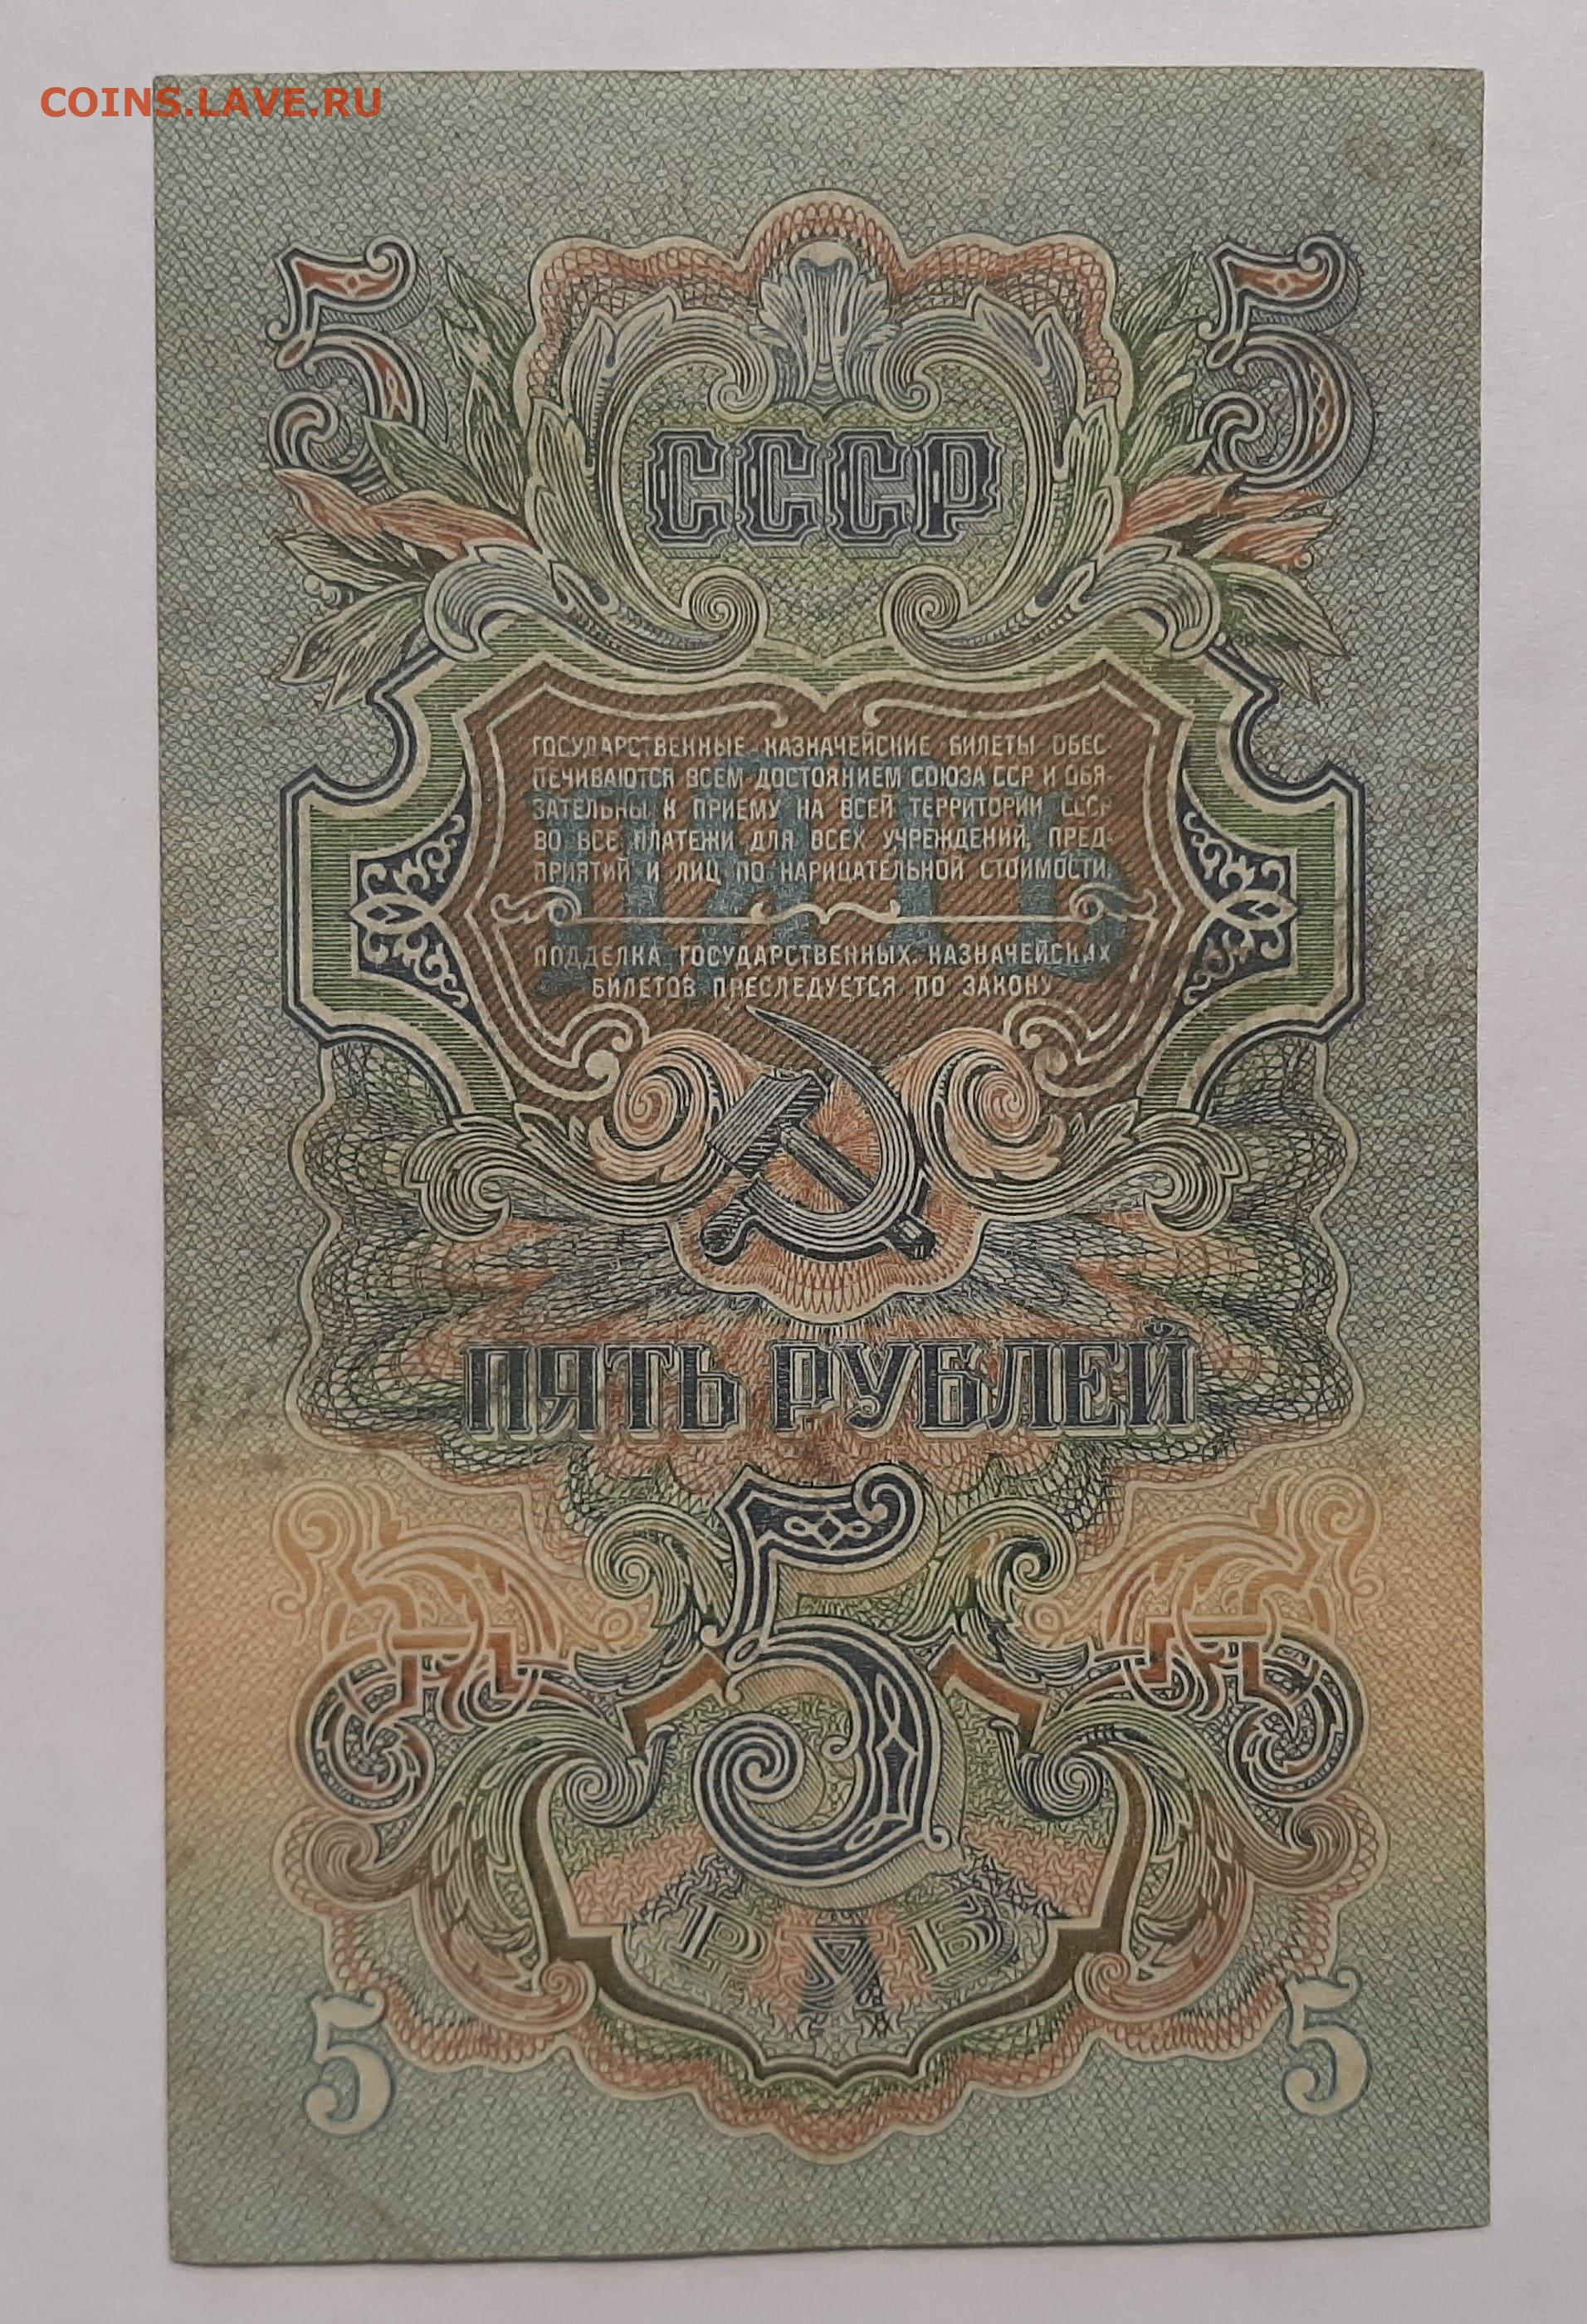 COINS.LAVE.RU
5 5
СССР
ГОСУДАРСТВЕННЫЕ КАЗНАЧЕЙСКИЕ БИЛЕТЫ ОБЕС-
ПЕЧИВАЮТСЯ ВСЕМ ДОСТОЯНИЕМ СОЮЗА ССР И ОБЯ-
ЗАТЕЛЬНЫ К ПРИЕМУ НА ВСЕЙ ТЕРРИТОРИИ СССР
ВО ВСЕ ПЛАТЕЖИ ДЛЯ ВСЕХ УЧРЕЖДЕНИЙ, ПРЕД-
ПРИЯТИЙ И ЛИЦ ПО НАРИЦАТЕЛЬНОЙ СТОИМОСТИ.
ПЯТЬ
ПОДДЕЛКА ГОСУДАРСТВЕННЫХ КАЗНАЧЕЙСКИХ
БИЛЕТОВ ПРЕСЛЕДУЕТСЯ ПО ЗАКОНУ
ПЯТЬ РУБЛЕЙ
5
РУБ
5 5